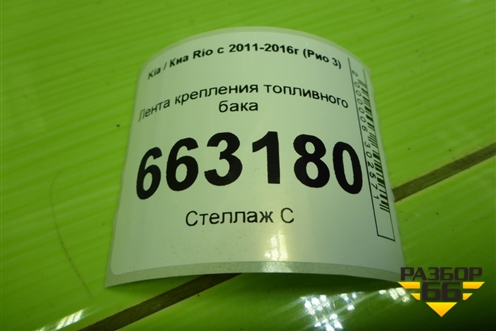 Kia / Киа Rio с 2011-2016г (Рио 3)
Лента крепления топливного
бака
663180
Стеллаж С
РАЗБОР
66